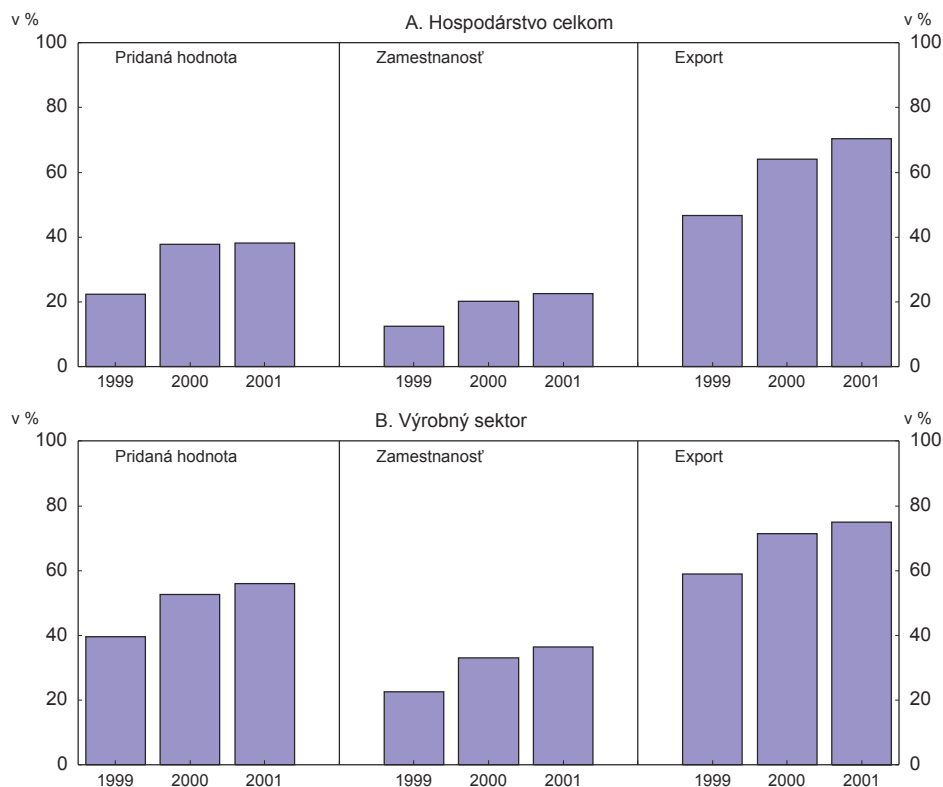 A. Hospodárstvo celkom
v % v %
Pridaná hodnota Zamestnanosť Export
100 100
80 80
60 60
40 40
20 20
0 0
1999 2000 2001 1999 2000 2001 1999 2000 2001
B. Výrobný sektor
v % v %
Pridaná hodnota Zamestnanosť Export
100 100
80 80
60 60
40 40
20 20
0 0
1999 2000 2001 1999 2000 2001 1999 2000 2001